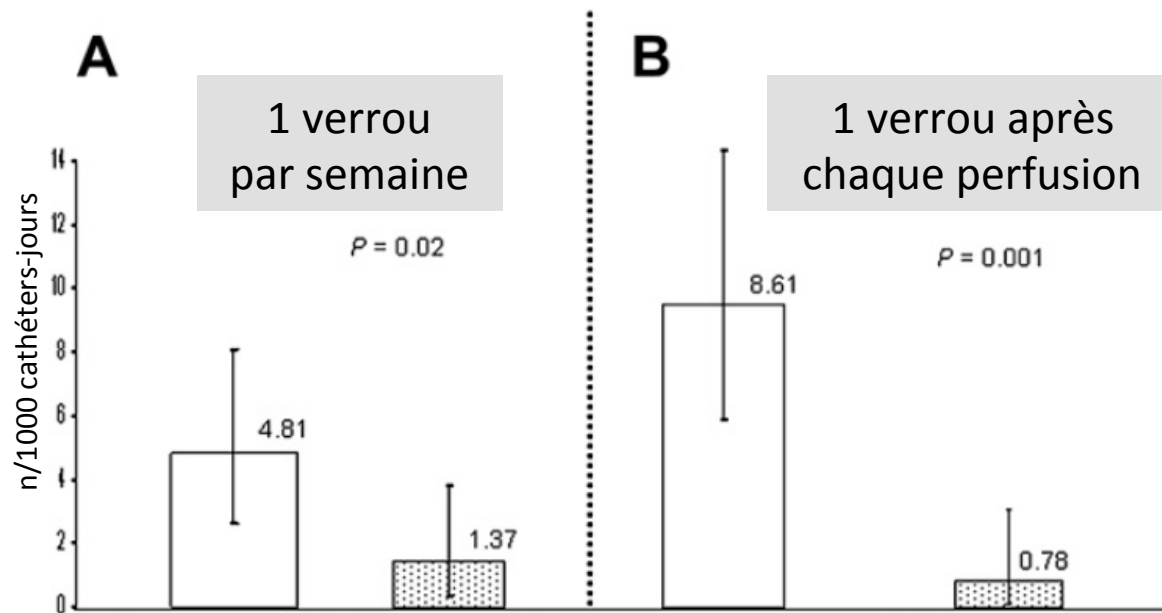 A
B
1 verrou
par semaine
1 verrou après
chaque perfusion
n/1000 cathéters-jours
14
12
10
8
6
4
2
0
P = 0.02
P = 0.001
4.81
1.37
8.61
0.78